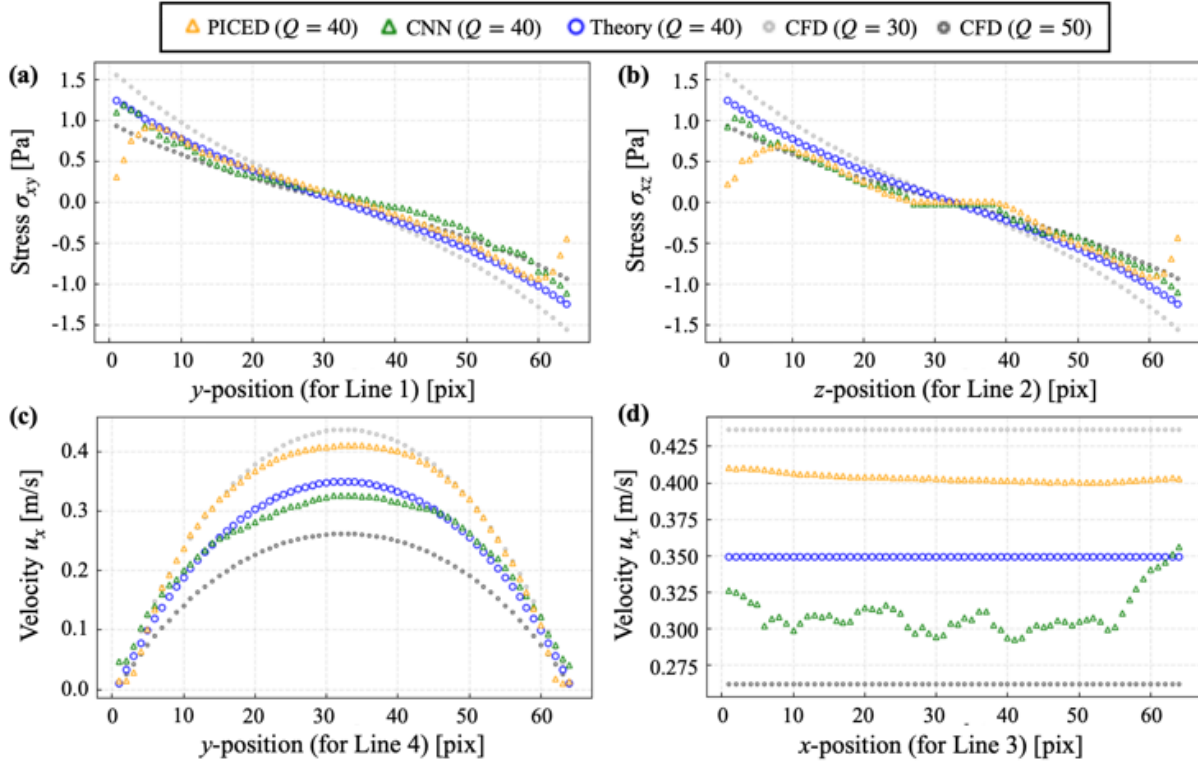 PICED (Q = 40) CNN (Q = 40) Theory (Q = 40) CFD (Q = 30) CFD (Q = 50)
(a)
1.5
1.0
0.5
0.0
-0.5
-1.0
-1.5
Stress σxy [Pa]
0 10 20 30 40 50 60
y-position (for Line 1) [pix]
(b)
1.5
1.0
0.5
0.0
-0.5
-1.0
-1.5
Stress σxz [Pa]
0 10 20 30 40 50 60
z-position (for Line 2) [pix]
(c)
0.4
0.3
0.2
0.1
0.0
Velocity ux [m/s]
0 10 20 30 40 50 60
y-position (for Line 4) [pix]
(d)
0.425
0.400
0.375
0.350
0.325
0.300
0.275
Velocity ux [m/s]
0 10 20 30 40 50 60
x-position (for Line 3) [pix]